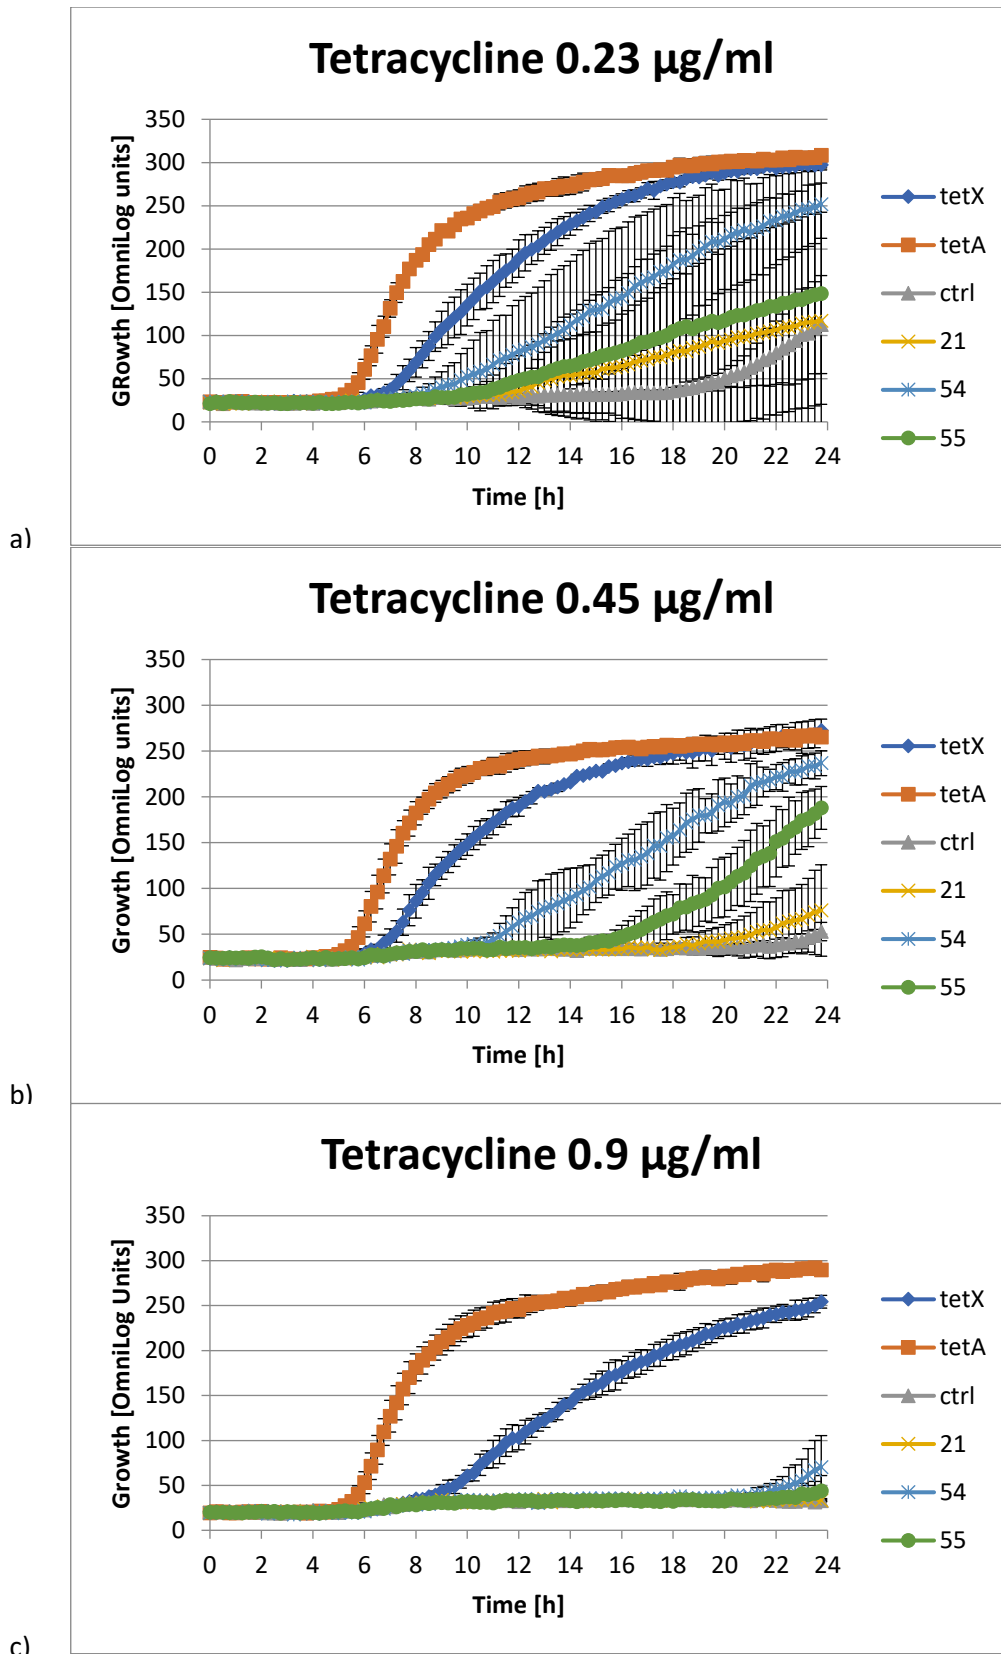 Tetracycline 0.23 µg/ml
GRowth [OmniLog units]
350
300
250
200
150
100
50
0
0 2 4 6 8 10 12 14 16 18 20 22 24
Time [h]
tetX
tetA
ctrl
21
54
55
a)
Tetracycline 0.45 µg/ml
Growth [OmniLog units]
350
300
250
200
150
100
50
0
0 2 4 6 8 10 12 14 16 18 20 22 24
Time [h]
tetX
tetA
ctrl
21
54
55
b)
Tetracycline 0.9 µg/ml
Growth [OmniLog Units]
350
300
250
200
150
100
50
0
0 2 4 6 8 10 12 14 16 18 20 22 24
Time [h]
tetX
tetA
ctrl
21
54
55
c)